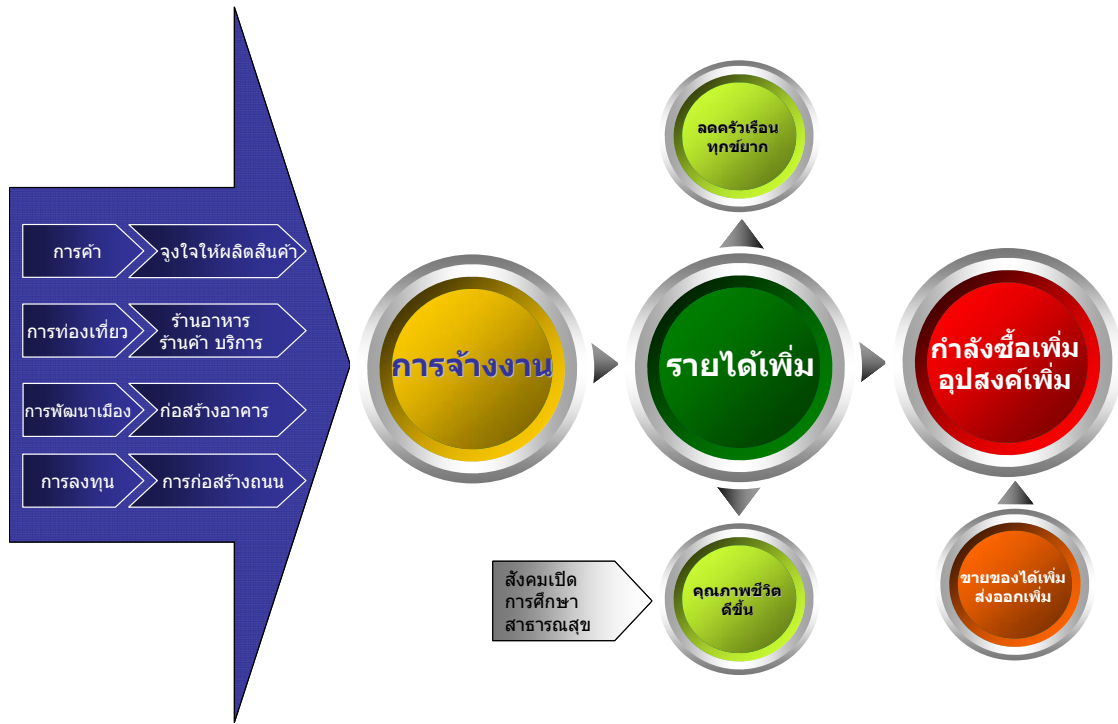 การค้า
จูงใจให้ผลิตสินค้า
การท่องเที่ยว
ร้านอาหาร
ร้านค้า บริการ
การพัฒนาเมือง
ก่อสร้างอาคาร
การลงทุน
การก่อสร้างถนน
การจ้างงาน
ลดครัวเรือน
ทุกข์ยาก
รายได้เพิ่ม
คุณภาพชีวิต
ดีขึ้น
สังคมเปิด
การศึกษา
สาธารณสุข
กำลังซื้อเพิ่ม
อุปสงค์เพิ่ม
ขายของได้เพิ่ม
ส่งออกเพิ่ม